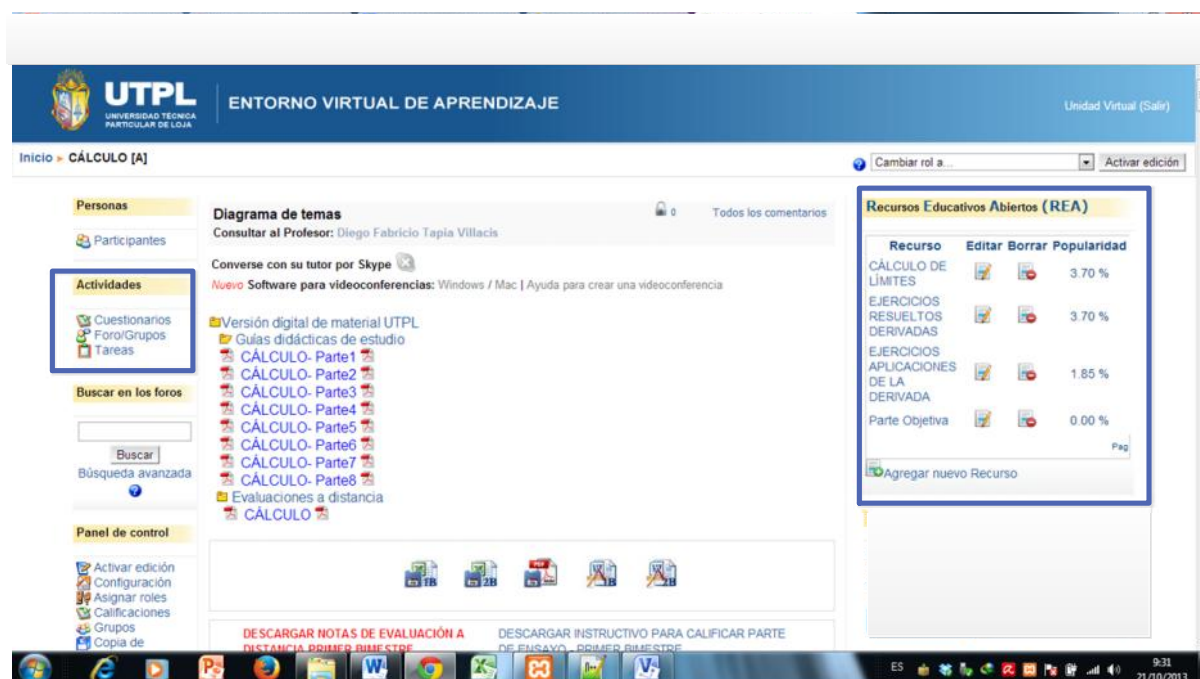 UTPL
UNIVERSIDAD TÉCNICA
PARTICULAR DE LOJA
ENTORNO VIRTUAL DE APRENDIZAJE
Unidad Virtual (Salir)
Inicio ► CÁLCULO [A]
Cambiar rol a...
Activar edición
Personas
Participantes
Actividades
Cuestionarios
Foro/Grupos
Tareas
Buscar en los foros
Buscar
Búsqueda avanzada
Panel de control
Activar edición
Configuración
Asignar roles
Calificaciones
Grupos
Copia de
Diagrama de temas
0 Todos los comentarios
Consultar al Profesor: Diego Fabricio Tapia Villacis
Converse con su tutor por Skype
Nuevo Software para videoconferencias: Windows / Mac | Ayuda para crear una videoconferencia
Versión digital de material UTPL
Guías didácticas de estudio
CÁLCULO- Parte1
CÁLCULO- Parte2
CÁLCULO- Parte3
CÁLCULO- Parte4
CÁLCULO- Parte5
CÁLCULO- Parte6
CÁLCULO- Parte7
CÁLCULO- Parte8
Evaluaciones a distancia
CÁLCULO
1B 2B PDF 1B 2B
DESCARGAR NOTAS DE EVALUACIÓN A
DISTANCIA PRIMER BIMESTRE
DESCARGAR INSTRUCTIVO PARA CALIFICAR PARTE
DE ENSAYO - PRIMER BIMESTRE
Recursos Educativos Abiertos (REA)
Recurso Editar Borrar Popularidad
CÁLCULO DE
LÍMITES
3.70 %
EJERCICIOS
RESUELTOS
DERIVADAS
3.70 %
EJERCICIOS
APLICACIONES
DE LA
DERIVADA
1.85 %
Parte Objetiva 0.00 %
Pag
Agregar nuevo Recurso
ES
9:31
21/10/2013